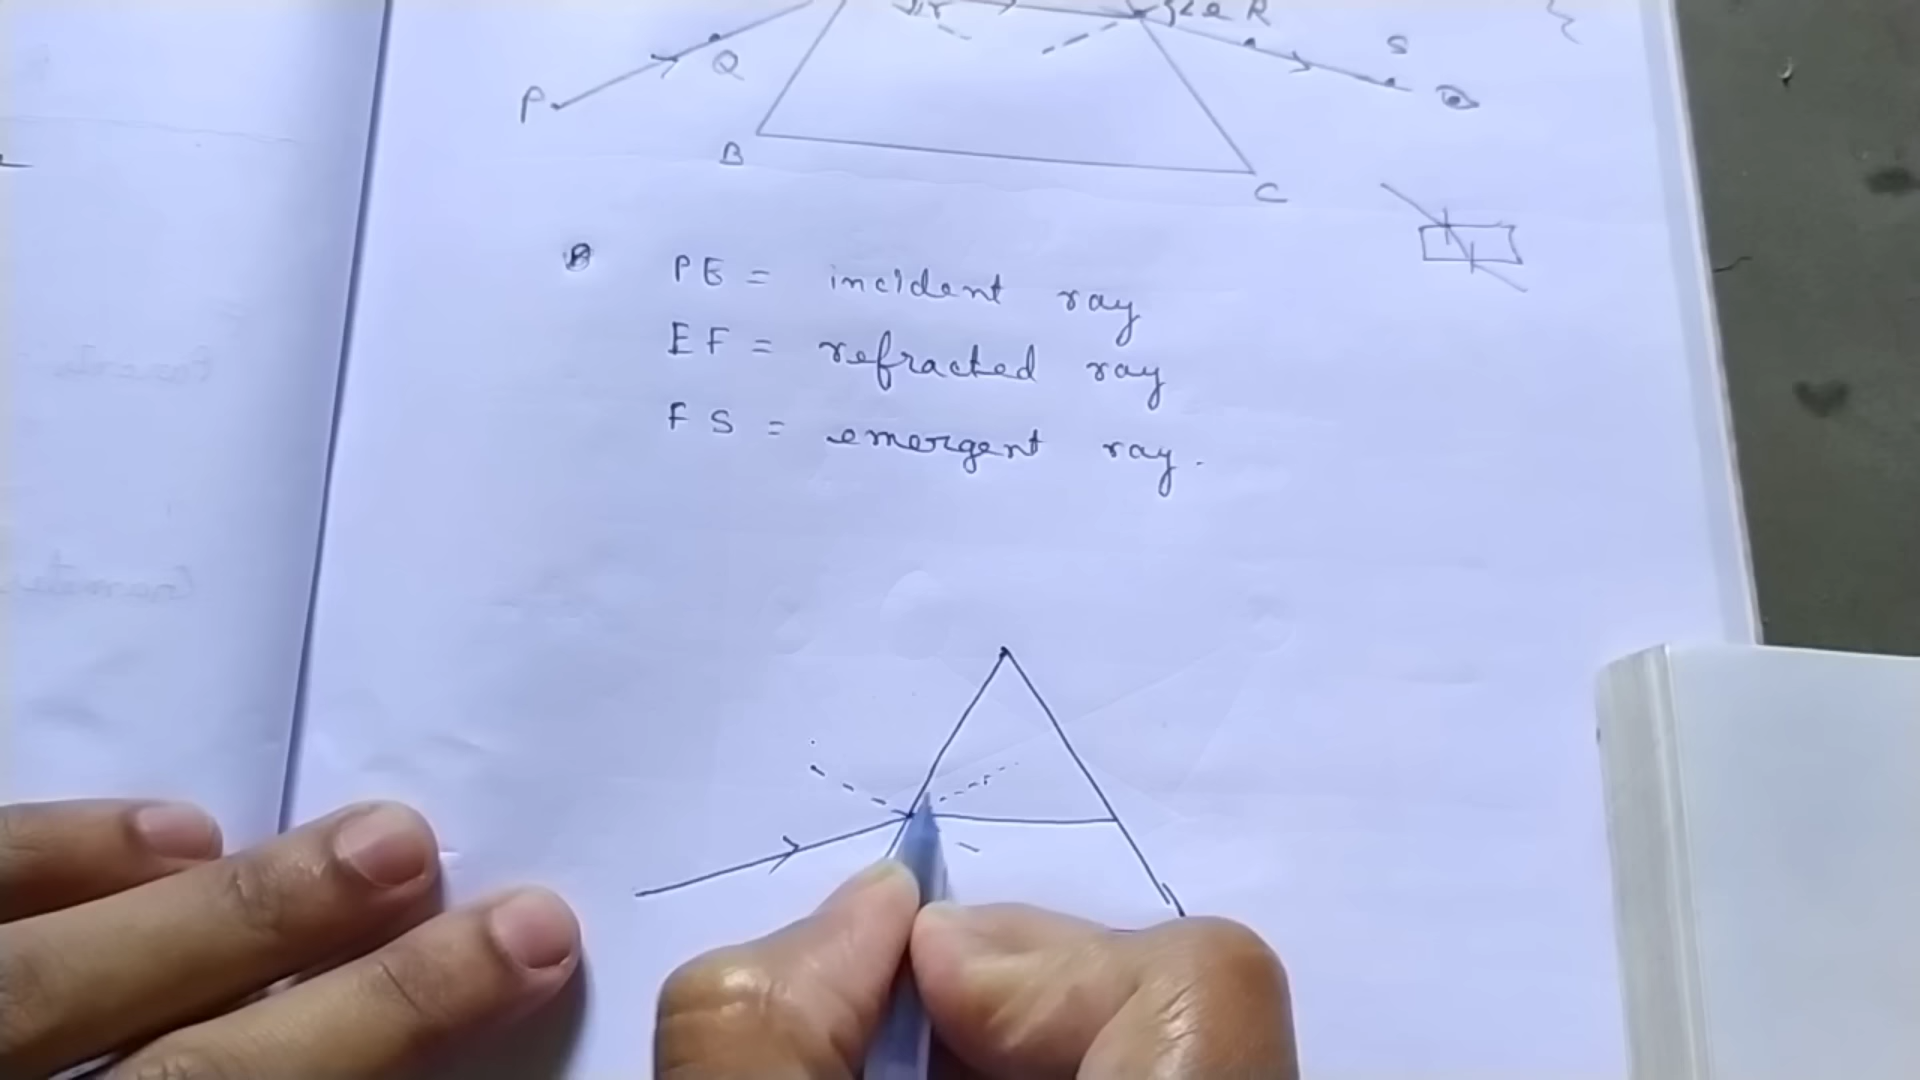 ∠e R
S
Q
P
B
C
PE = incident ray
EF = refracted ray
FS = emergent ray.